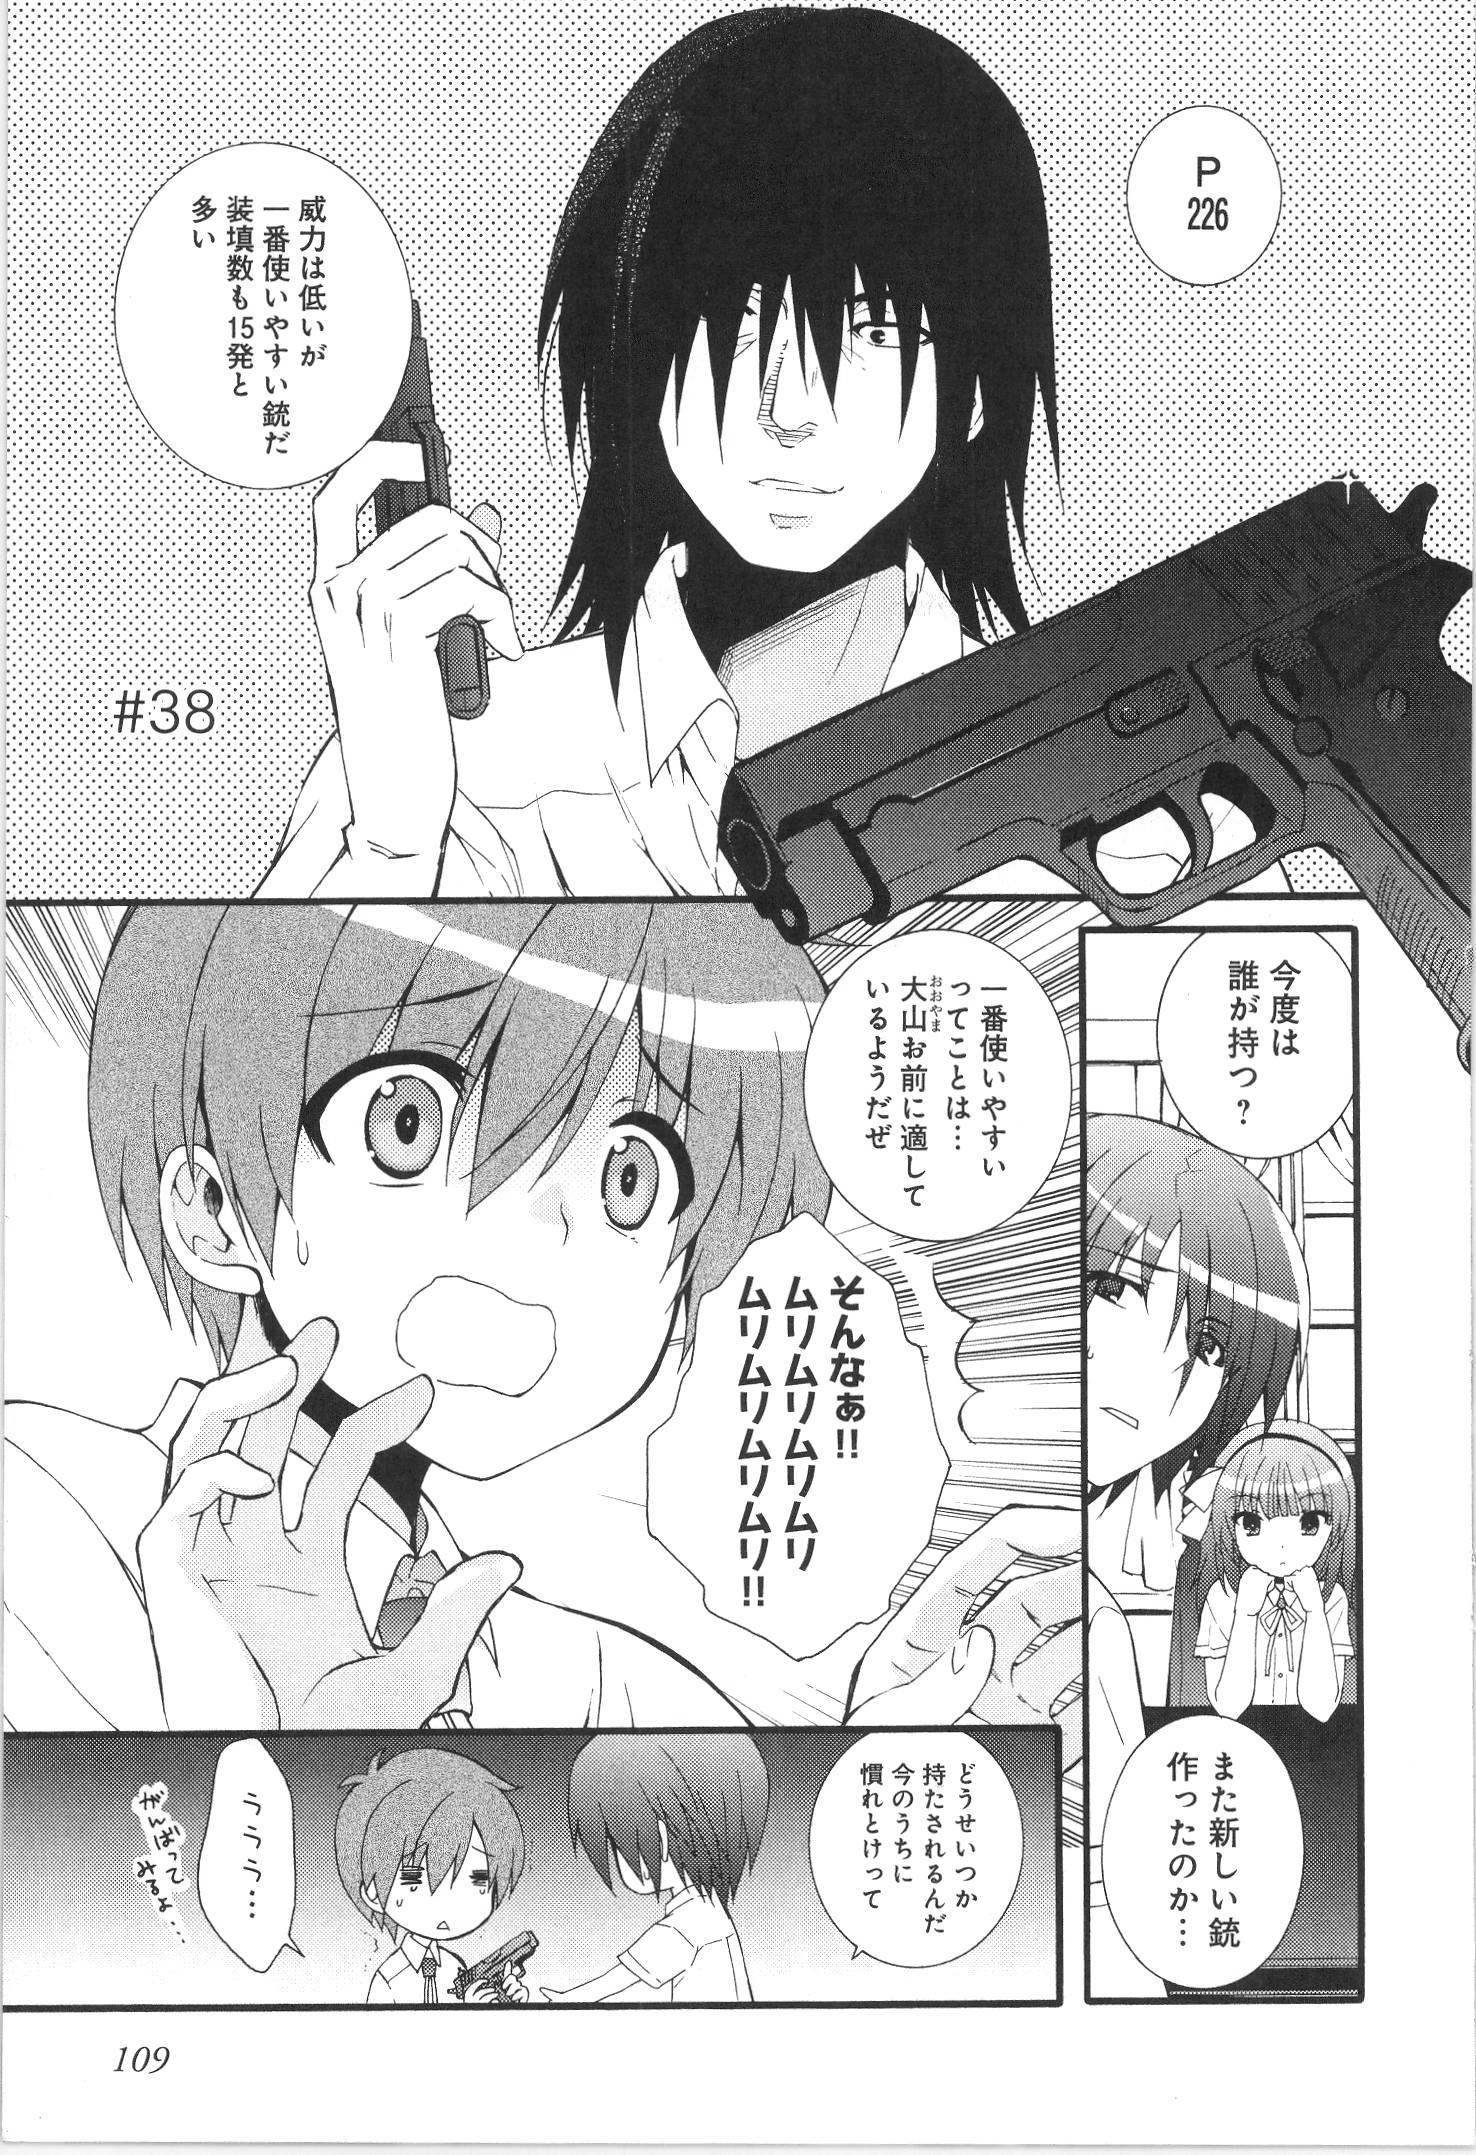 P
226
威力は低いが
一番使いやすい銃だ
装填数も15発と
多い
#38
今度は
誰が持つ?
また新しい銃
作ったのか…
一番使いやすい
ってことは…
大山お前に適して
おおやま
いるようだぜ
そんなぁ!!
ムリムリムリムリ
ムリムリムリムリ!!
どうせいつか
持たされるんだ
今のうちに
慣れとけって
ううう…
がんばって
みるよ…
109